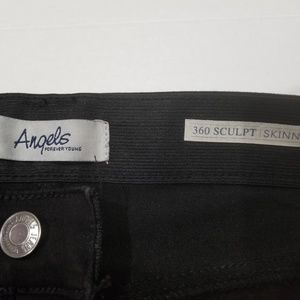 Angels
FOREVER YOUNG
360 SCULPT | SKINN